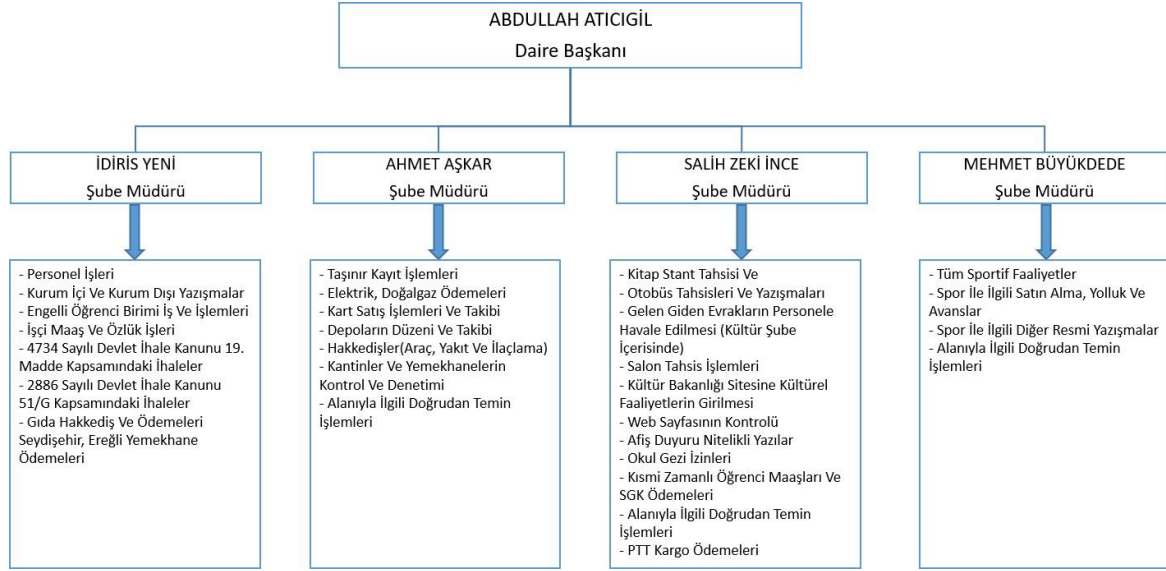 ABDULLAH ATICIGİL
Daire Başkanı
İDİRİS YENİ
Şube Müdürü
- Personel İşleri
- Kurum İçi Ve Kurum Dışı Yazışmalar
- Engelli Öğrenci Birimi İş Ve İşlemleri
- İşçi Maaş Ve Özlük İşleri
- 4734 Sayılı Devlet İhale Kanunu 19.
Madde Kapsamındaki İhaleler
- 2886 Sayılı Devlet İhale Kanunu
51/G Kapsamındaki İhaleler
- Gıda Hakkediş Ve Ödemeleri
Seydişehir, Ereğli Yemekhane
Ödemeleri
AHMET AŞKAR
Şube Müdürü
- Taşınır Kayıt İşlemleri
- Elektrik, Doğalgaz Ödemeleri
- Kart Satış İşlemleri Ve Takibi
- Depoların Düzeni Ve Takibi
- Hakkedişler(Araç, Yakıt Ve İlaçlama)
- Kantinler Ve Yemekhanelerin
Kontrol Ve Denetimi
- Alanıyla İlgili Doğrudan Temin
İşlemleri
SALİH ZEKİ İNCE
Şube Müdürü
- Kitap Stant Tahsisi Ve
- Otobüs Tahsisleri Ve Yazışmaları
- Gelen Giden Evrakların Personele
Havale Edilmesi (Kültür Şube
İçerisinde)
- Salon Tahsis İşlemleri
- Kültür Bakanlığı Sitesine Kültürel
Faaliyetlerin Girilmesi
- Web Sayfasının Kontrolü
- Afiş Duyuru Nitelikli Yazılar
- Okul Gezi İzinleri
- Kısmi Zamanlı Öğrenci Maaşları Ve
SGK Ödemeleri
- Alanıyla İlgili Doğrudan Temin
İşlemleri
- PTT Kargo Ödemeleri
MEHMET BÜYÜKDEDE
Şube Müdürü
- Tüm Sportif Faaliyetler
- Spor İle İlgili Satın Alma, Yolluk Ve
Avanslar
- Spor İle İlgili Diğer Resmi Yazışmalar
- Alanıyla İlgili Doğrudan Temin
İşlemleri